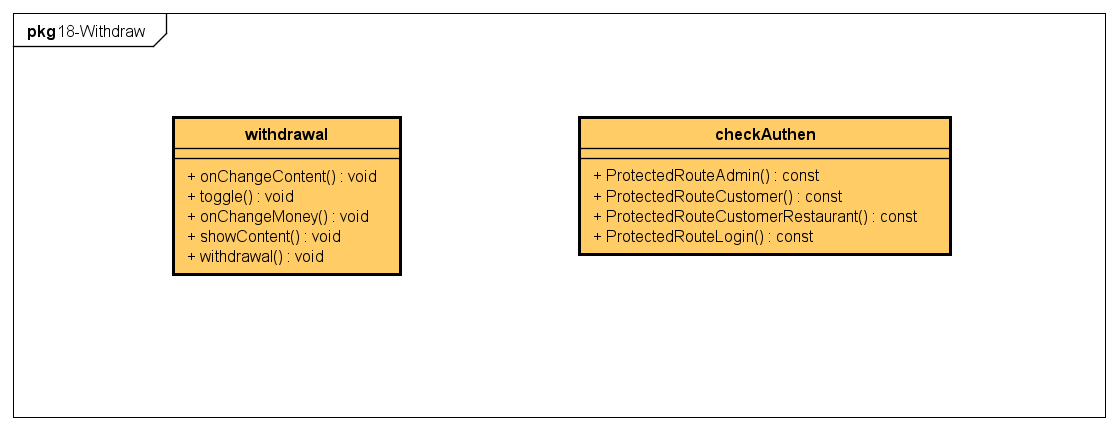 pkg 18-Withdraw
withdrawal
+ onChangeContent() : void
+ toggle() : void
+ onChangeMoney() : void
+ showContent() : void
+ withdrawal() : void
checkAuthen
+ ProtectedRouteAdmin() : const
+ ProtectedRouteCustomer() : const
+ ProtectedRouteCustomerRestaurant() : const
+ ProtectedRouteLogin() : const